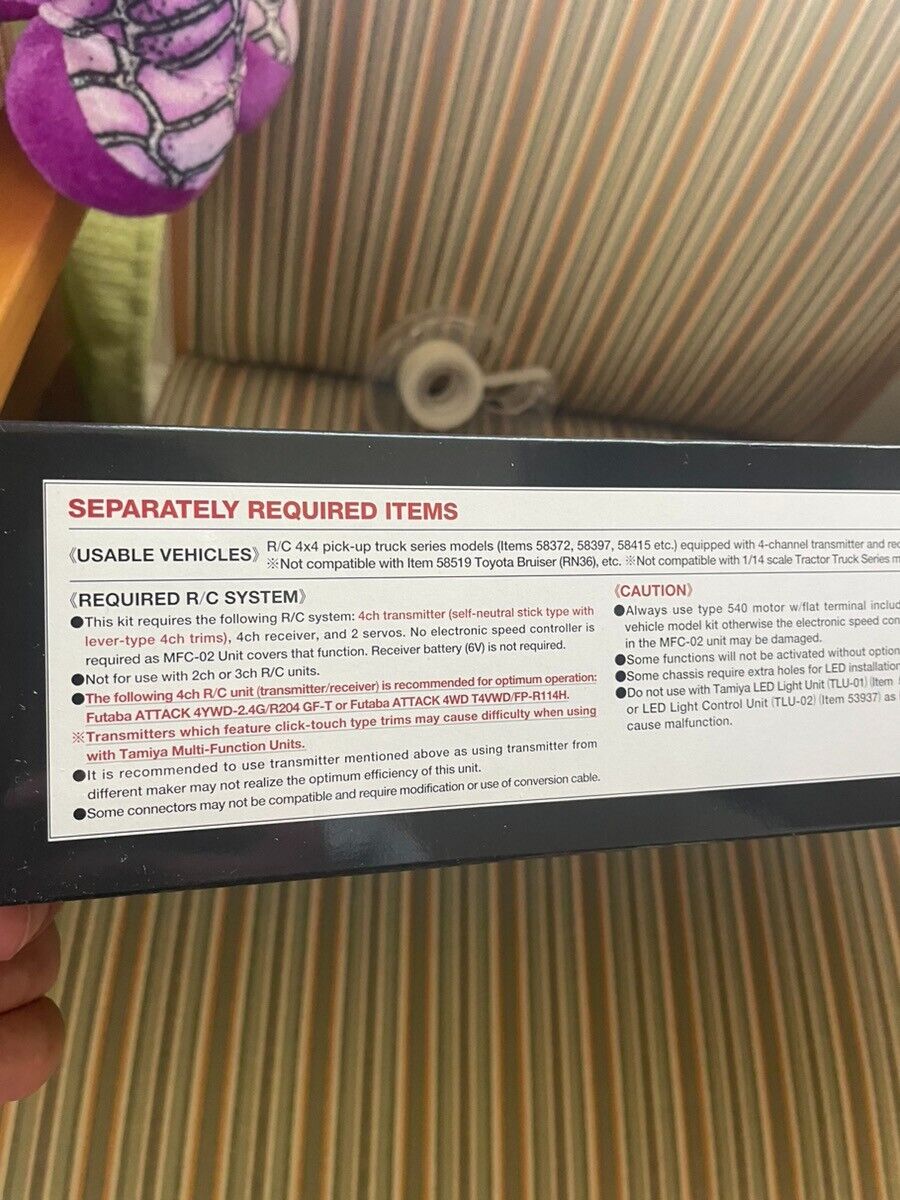 SEPARATELY REQUIRED ITEMS
《USABLE VEHICLES》 R/C 4x4 pick-up truck series models (Items 58372, 58397, 58415 etc.) equipped with 4-channel transmitter and
※Not compatible with Item 58519 Toyota Bruiser (RN36), etc. ※Not compatible with 1/14 scale Tractor Truck Series
《REQUIRED R/C SYSTEM》
●This kit requires the following R/C system: 4ch transmitter (self-neutral stick type with
lever-type 4ch trims), 4ch receiver, and 2 servos. No electronic speed controller is
required as MFC-02 Unit covers that function. Receiver battery (6V) is not required.
●Not for use with 2ch or 3ch R/C units.
●The following 4ch R/C unit (transmitter/receiver) is recommended for optimum operation:
Futaba ATTACK 4YWD-2.4G/R204 GF-T or Futaba ATTACK 4WD T4VWD/FP-R114H.
※Transmitters which feature click-touch type trims may cause difficulty when using
with Tamiya Multi-Function Units.
●It is recommended to use transmitter mentioned above as using transmitter from
different maker may not realize the optimum efficiency of this unit.
●Some connectors may not be compatible and require modification or use of conversion cable.
《CAUTION》
●Always use type 540 motor w/flat terminal
vehicle model kit otherwise the electronic speed
in the MFC-02 unit may be damaged.
●Some functions will not be activated without
●Some chassis require extra holes for LED installation
●Do not use with Tamiya LED Light Unit (TLU-01) (Item
or LED Light Control Unit (TLU-02) (Item 53937) as
cause malfunction.